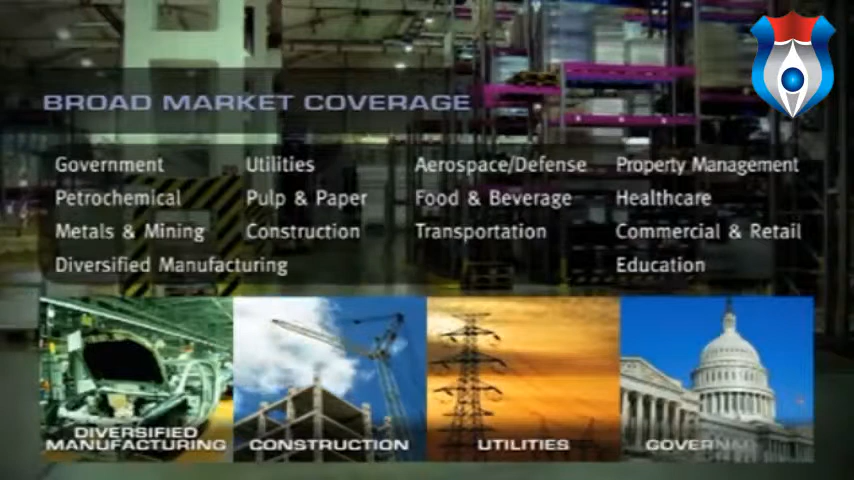 BROAD MARKET COVERAGE
Government Utilities Aerospace/Defense Property Management
Petrochemical Pulp & Paper Food & Beverage Healthcare
Metals & Mining Construction Transportation Commercial & Retail
Diversified Manufacturing Education
DIVERSIFIED
MANUFACTURING CONSTRUCTION UTILITIES GOVERNM